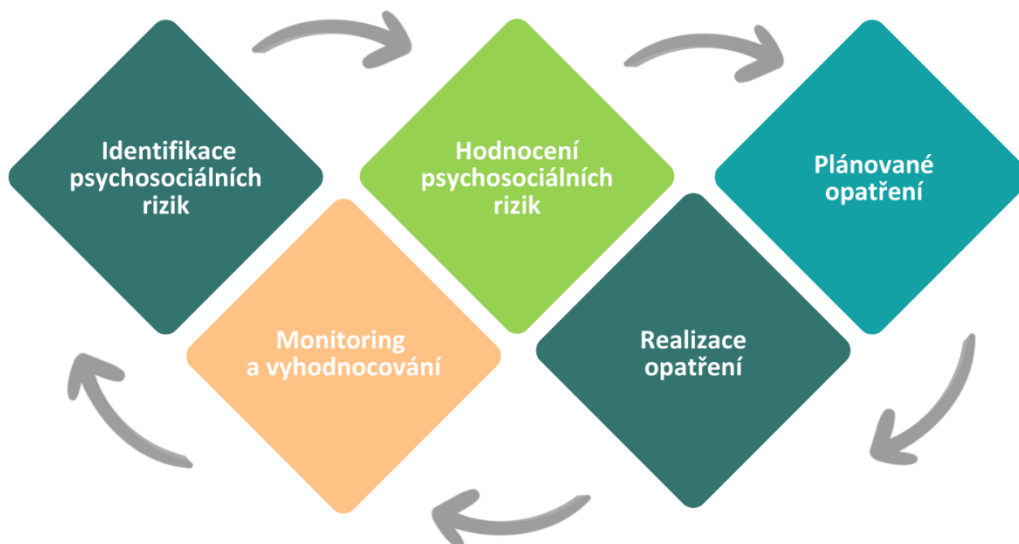 Identifikace
psychosociálních
rizik
Hodnocení
psychosociálních
rizik
Plánované
opatření
Monitoring
a vyhodnocování
Realizace
opatření